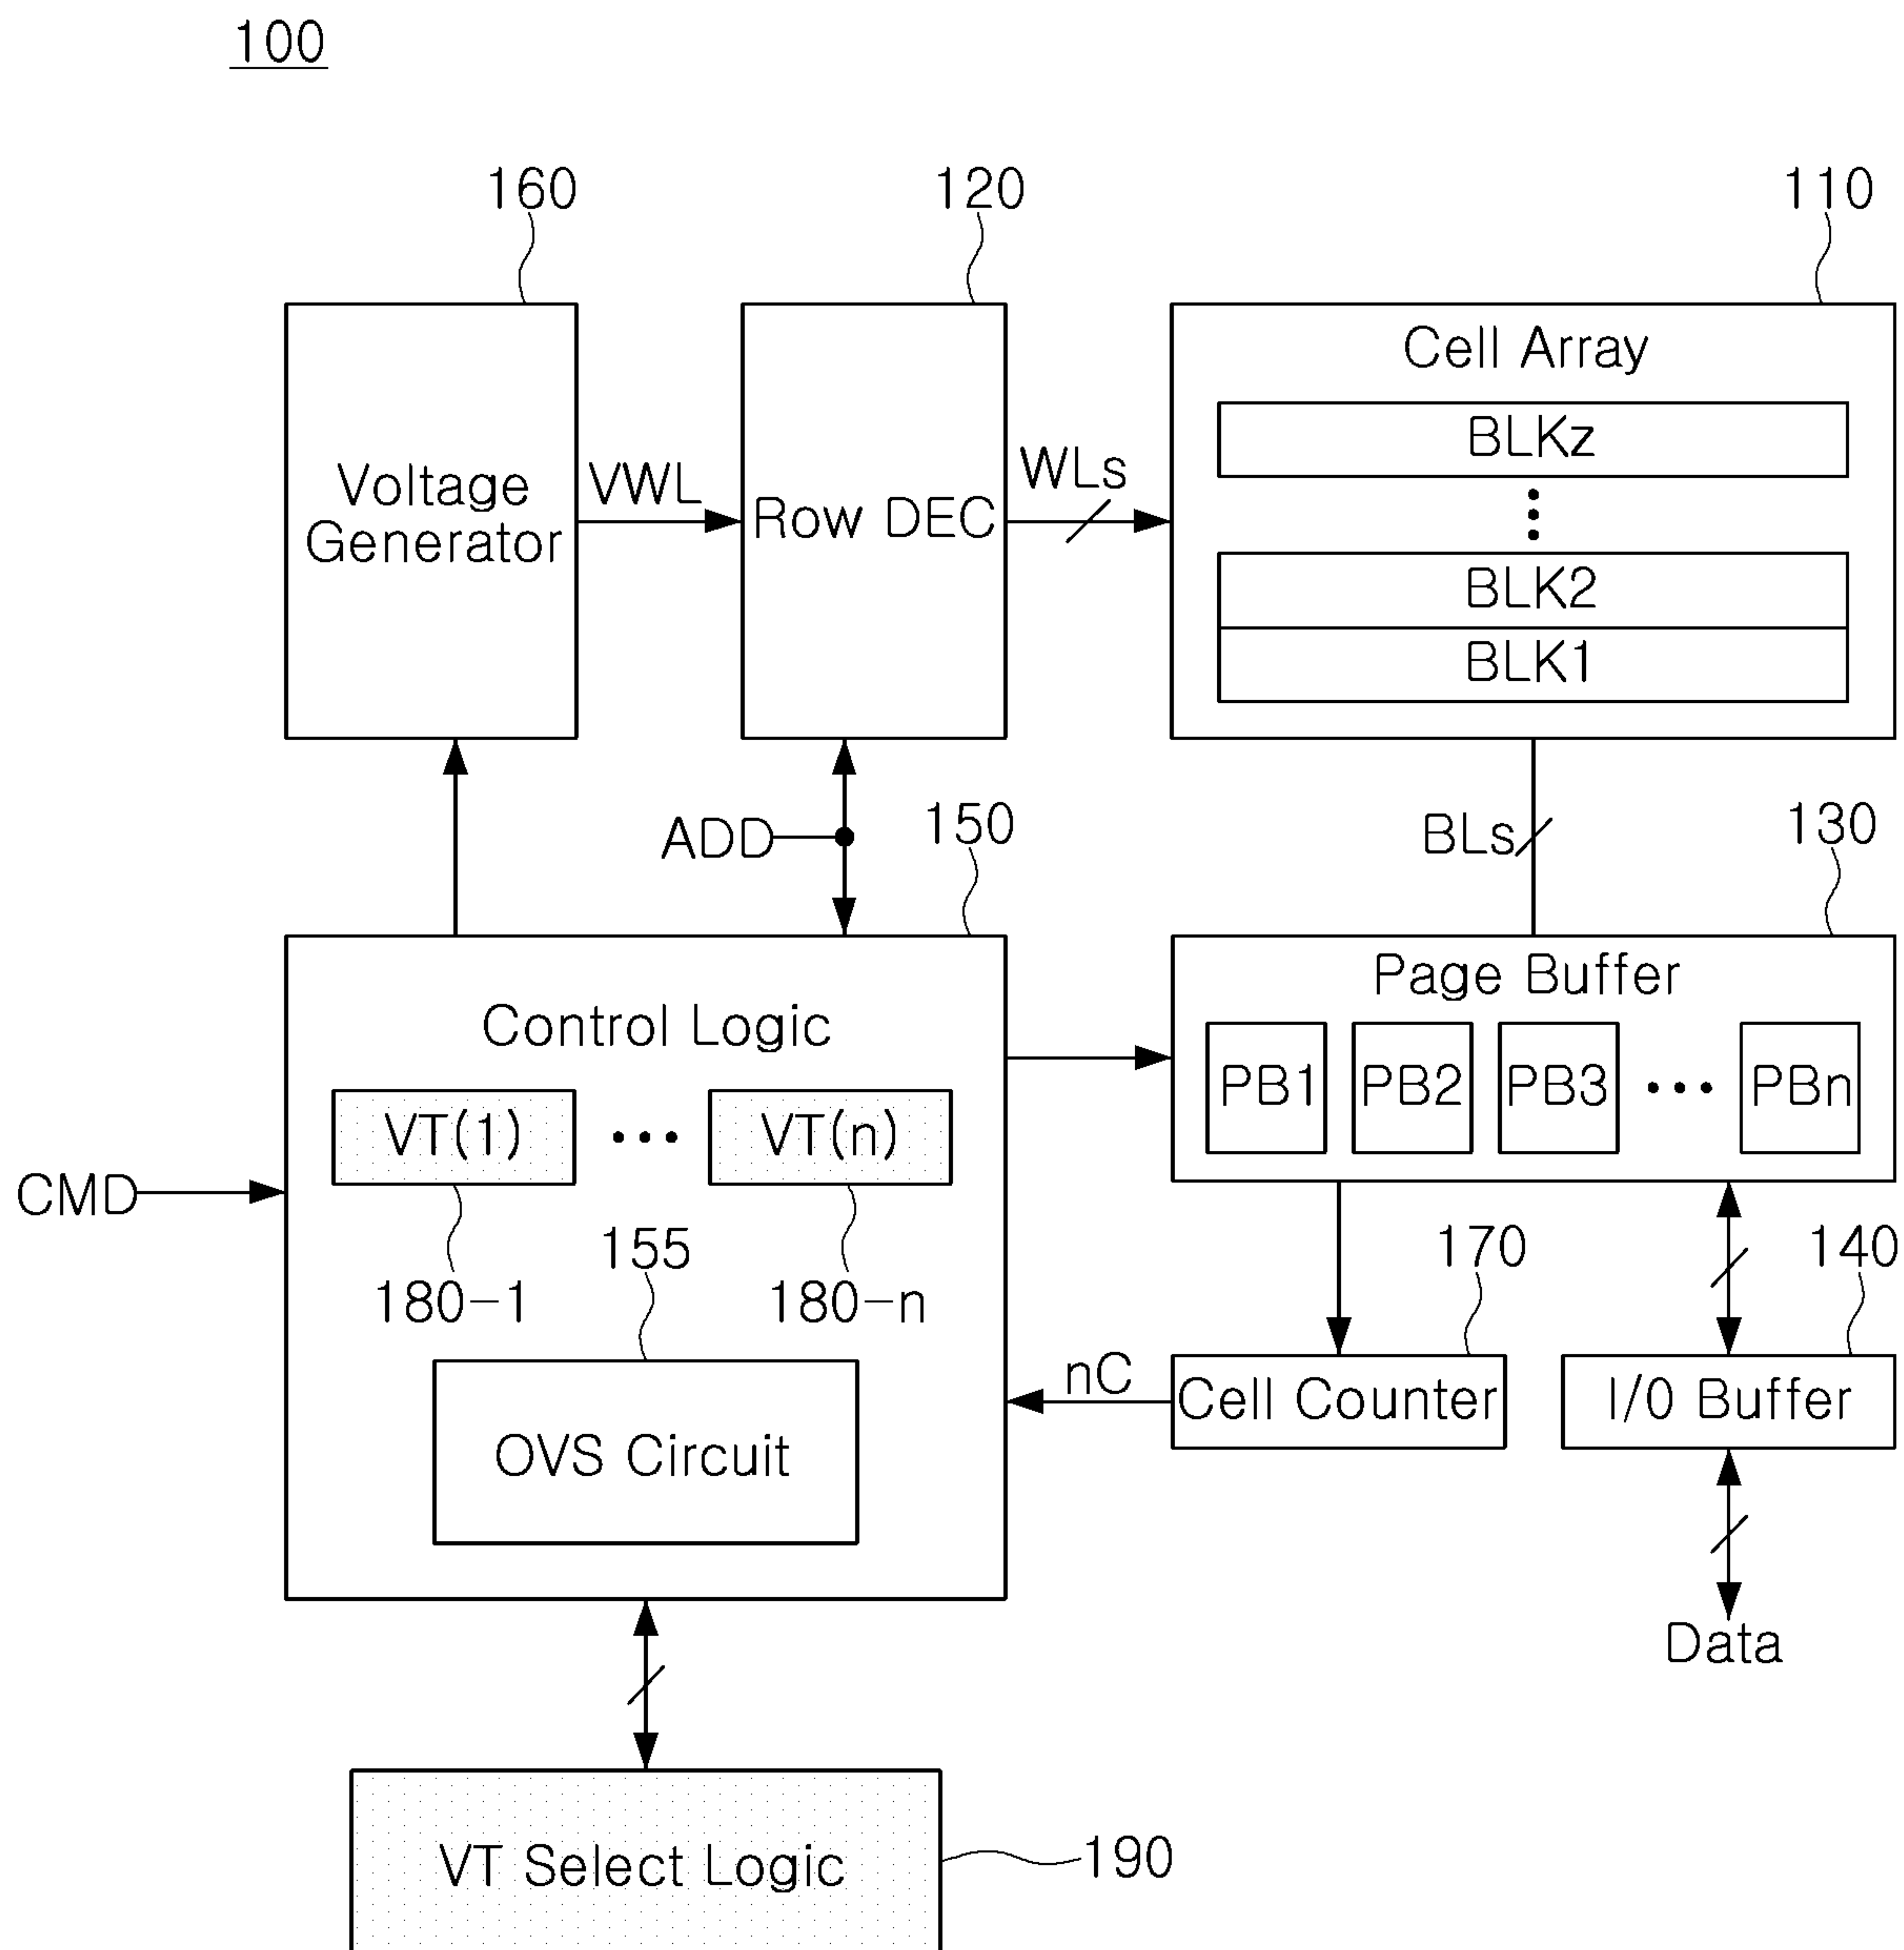 100
160
120
110
Voltage
Generator
VWL
Row DEC
WLs
Cell Array
BLKz
BLK2
BLK1
ADD
150
BLs
130
Control Logic
VT(1)
VT(n)
180-1
180-n
155
OVS Circuit
CMD
Page Buffer
PB1
PB2
PB3
PBn
170
140
nC
Cell Counter
I/0 Buffer
Data
VT Select Logic
190